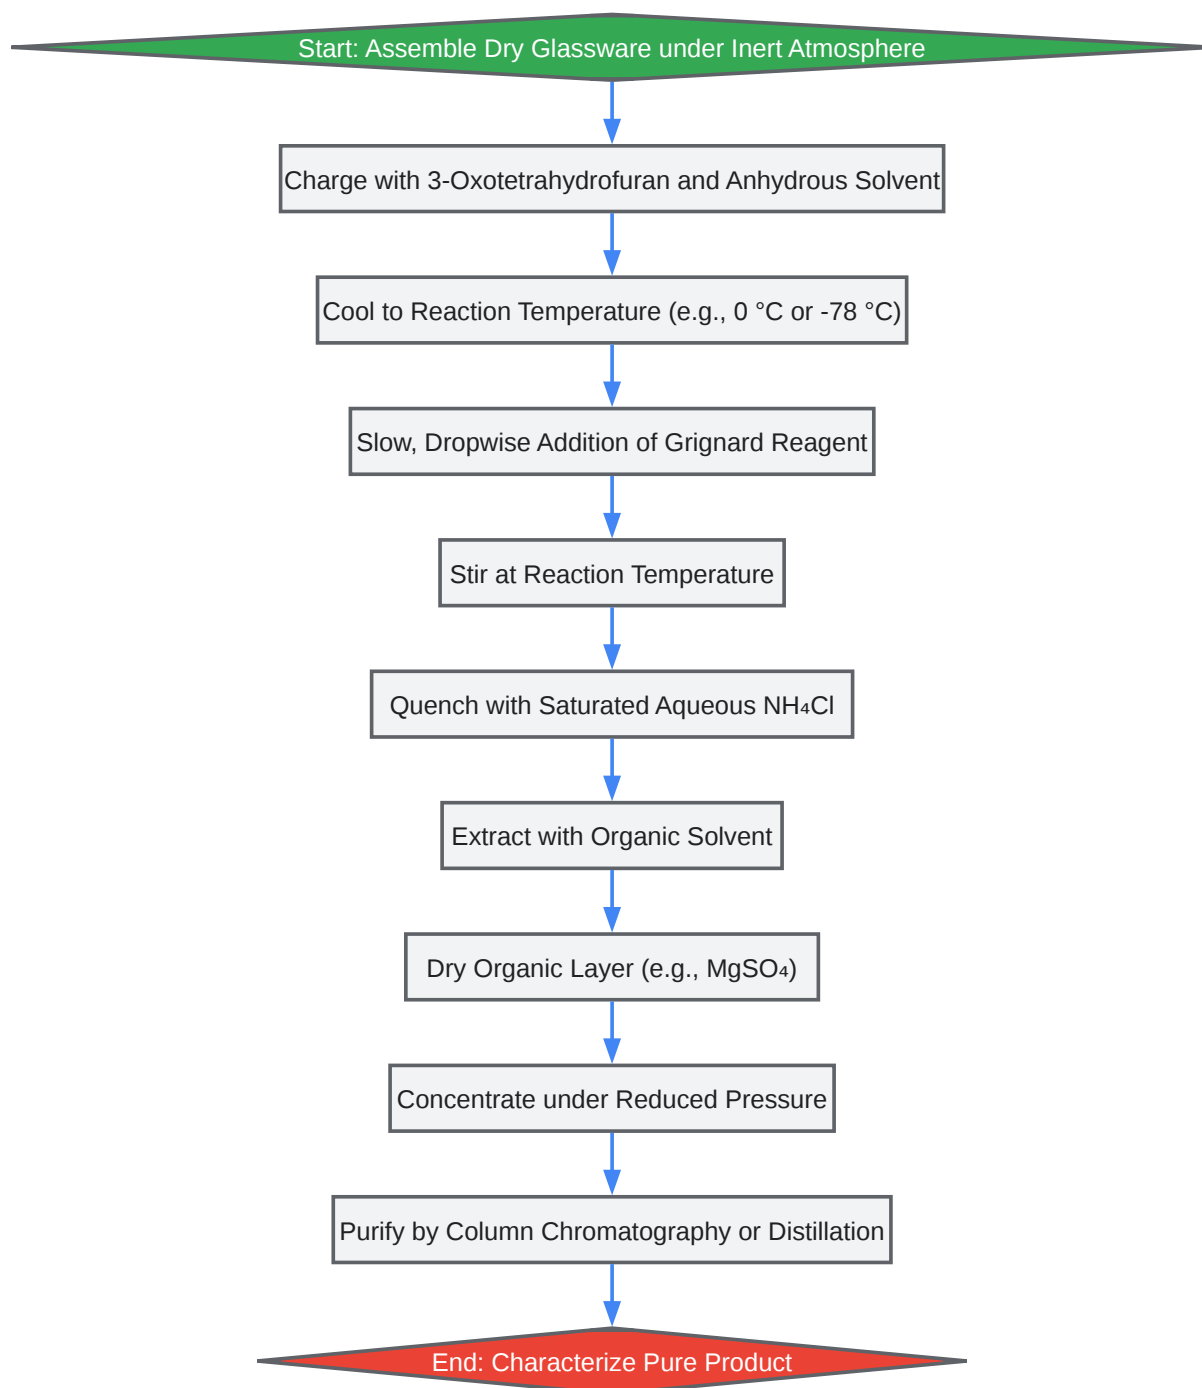 Start: Assemble Dry Glassware under Inert Atmosphere
Charge with 3-Oxotetrahydrofuran and Anhydrous Solvent
Cool to Reaction Temperature (e.g., 0 °C or -78 °C)
Slow, Dropwise Addition of Grignard Reagent
Stir at Reaction Temperature
Quench with Saturated Aqueous NH₄Cl
Extract with Organic Solvent
Dry Organic Layer (e.g., MgSO₄)
Concentrate under Reduced Pressure
Purify by Column Chromatography or Distillation
End: Characterize Pure Product